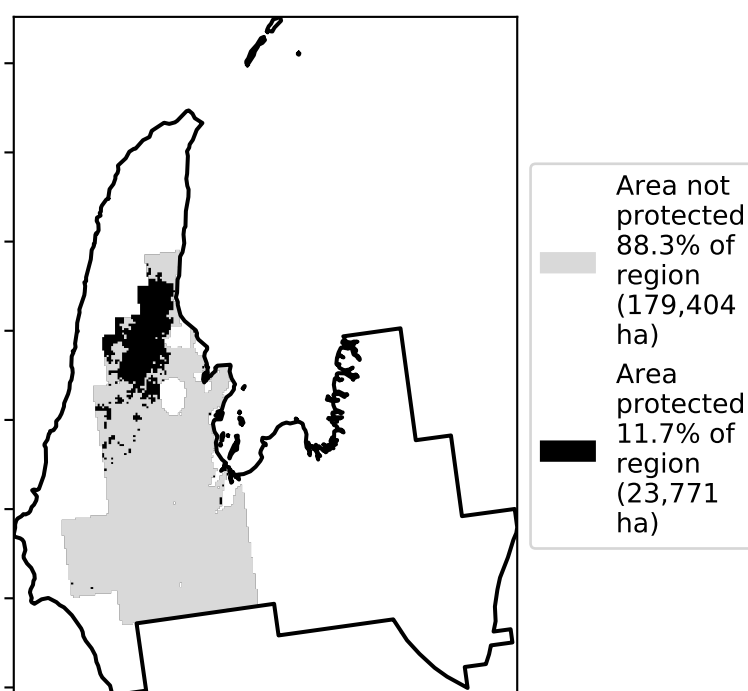 Area not
protected
88.3% of
region
(179,404
ha)
Area
protected
11.7% of
region
(23,771
ha)